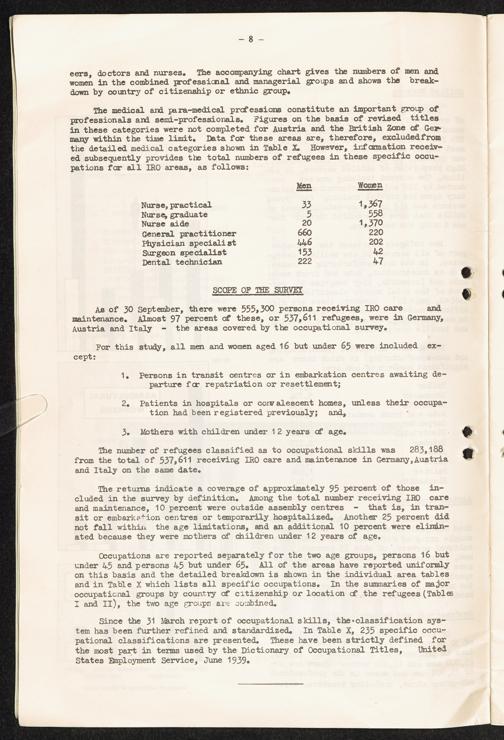 - 8 -
eers, doctors and nurses. The accompanying chart gives the numbers of men and
women in the combined professional and managerial groups and shows the break-
down by country of citizenship or ethnic group.
The medical and para-medical professions constitute an important group of
professionals and semi-professionals. Figures on the basis of revised titles
in these categories were not completed for Austria and the British Zone of Ger-
many within the time limit. Data for these areas are, therefore, excludedfrom
the detailed medical categories shown in Table X. However, information receiv-
ed subsequently provides the total numbers of refugees in these specific occu-
pations for all IRO areas, as follows:
Men Women
Nurse, practical 33 1,367
Nurse, graduate 5 558
Nurse aide 20 1,370
General practitioner 660 220
Physician specialist 446 202
Surgeon specialist 153 42
Dental technician 222 47
SCOPE OF THE SURVEY
As of 30 September, there were 555,300 persons receiving IRO care and
maintenance. Almost 97 percent of these, or 537,611 refugees, were in Germany,
Austria and Italy - the areas covered by the occupational survey.
For this study, all men and women aged 16 but under 65 were included ex-
cept:
1. Persons in transit centres or in embarkation centres awaiting de-
parture for repatriation or resettlement;
2. Patients in hospitals or convalescent homes, unless their occupa-
tion had been registered previously; and,
3. Mothers with children under 12 years of age.
The number of refugees classified as to occupational skills was 283,188
from the total of 537,611 receiving IRO care and maintenance in Germany,Austria
and Italy on the same date.
The returns indicate a coverage of approximately 95 percent of those in-
cluded in the survey by definition. Among the total number receiving IRO care
and maintenance, 10 percent were outside assembly centres - that is, in tran-
sit or embarkation centres or temporarily hospitalized. Another 25 percent did
not fall within the age limitations, and an additional 10 percent were elimin-
ated because they were mothers of children under 12 years of age.
Occupations are reported separately for the two age groups, persons 16 but
under 45 and persons 45 but under 65. All of the areas have reported uniformly
on this basis and the detailed breakdown is shown in the individual area tables
and in Table X which lists all specific occupations. In the summaries of major
occupational groups by country of citizenship or location of the refugees (Tables
I and II), the two age groups are combined.
Since the 31 March report of occupational skills, the classification sys-
tem has been further refined and standardized. In Table X, 235 specific occu-
pational classifications are presented. These have been strictly defined for
the most part in terms used by the Dictionary of Occupational Titles, United
States Employment Service, June 1939.